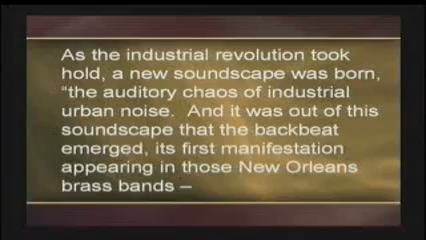 As the industrial revolution took
hold, a new soundscape was born,
“the auditory chaos of industrial
urban noise.  And it was out of this
soundscape that the backbeat
emerged, its first manifestation
appearing in those New Orleans
brass bands –